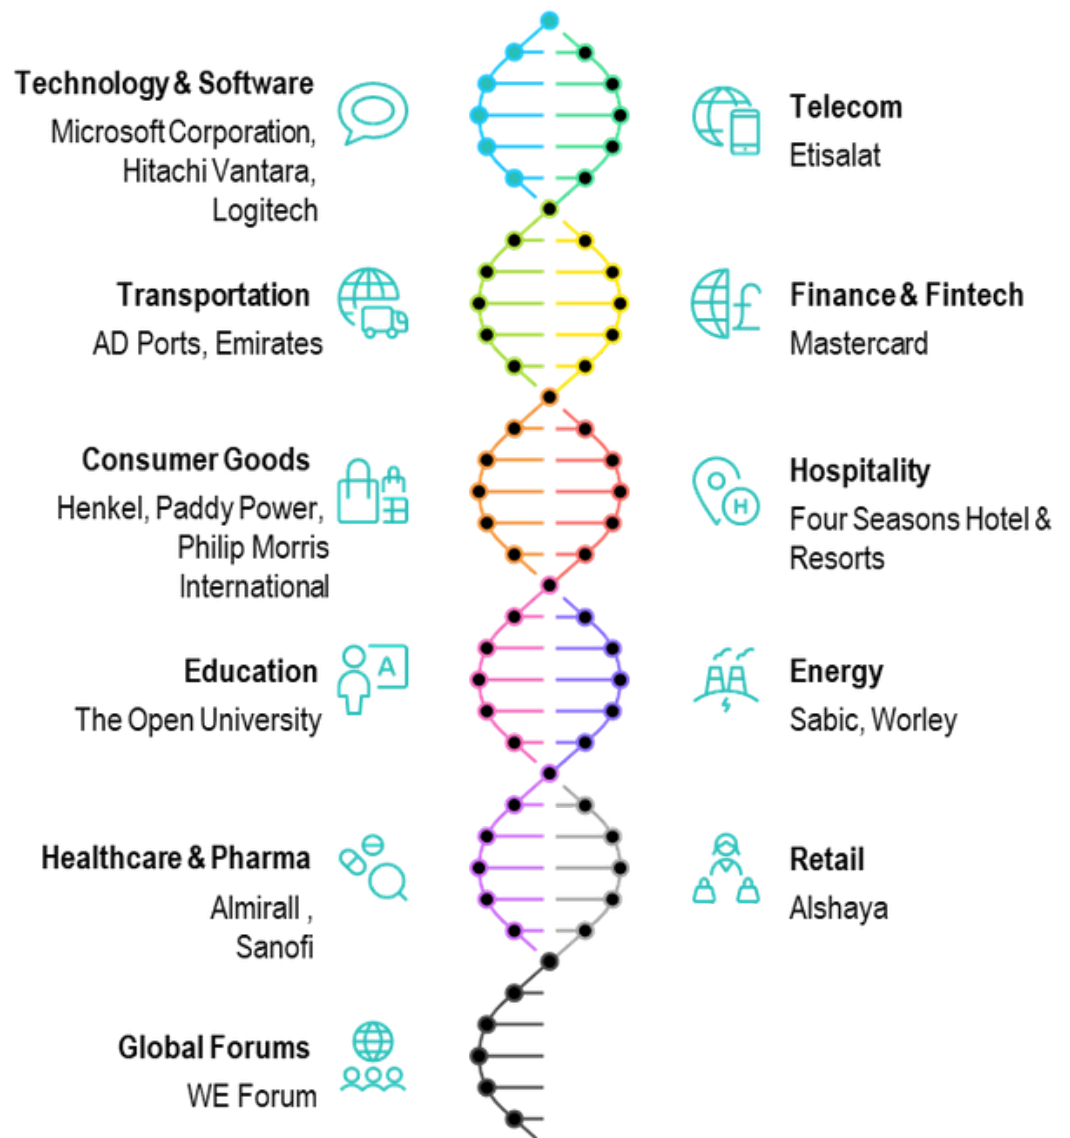 Technology & Software
Microsoft Corporation,
Hitachi Vantara,
Logitech
Telecom
Etisalat
Transportation
AD Ports, Emirates
Finance & Fintech
Mastercard
Consumer Goods
Henkel, Paddy Power,
Philip Morris
International
Hospitality
Four Seasons Hotel &
Resorts
H
Education
The Open University
A
Energy
Sabic, Worley
Healthcare & Pharma
Almirall ,
Sanofi
Retail
Alshaya
Global Forums
WE Forum